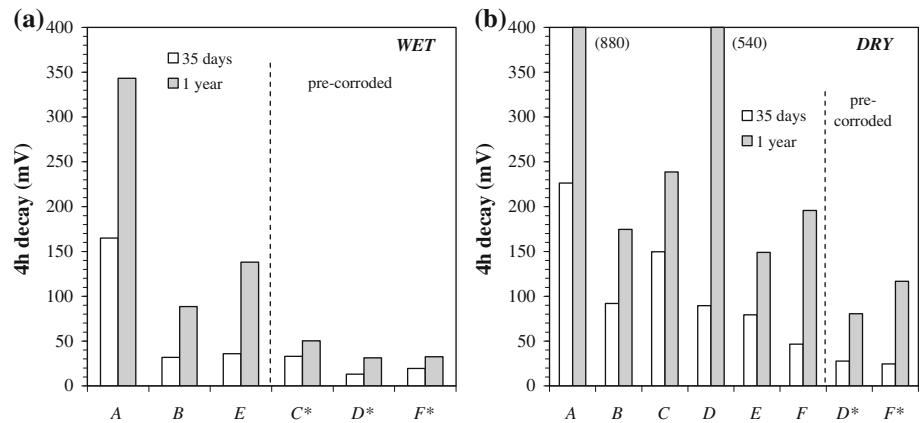 (a)
400
350
300
250
200
150
100
50
0
4h decay (mV)
WET
35 days
1 year
pre-corroded
A B E C* D* F*
(b)
400
350
300
250
200
150
100
50
0
4h decay (mV)
(880) (540) DRY
35 days
1 year
pre-
corroded
A B C D E F D* F*